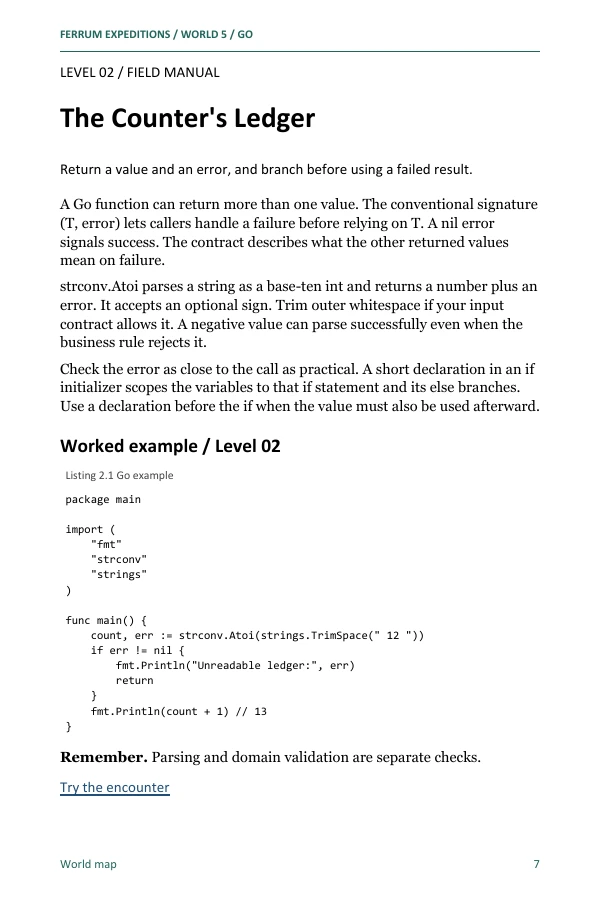 FERRUM EXPEDITIONS / WORLD 5 / GO
LEVEL 02 / FIELD MANUAL
The Counter's Ledger
Return a value and an error, and branch before using a failed result.
A Go function can return more than one value. The conventional signature
(T, error) lets callers handle a failure before relying on T. A nil error
signals success. The contract describes what the other returned values
mean on failure.
strconv.Atoi parses a string as a base-ten int and returns a number plus an
error. It accepts an optional sign. Trim outer whitespace if your input
contract allows it. A negative value can parse successfully even when the
business rule rejects it.
Check the error as close to the call as practical. A short declaration in an if
initializer scopes the variables to that if statement and its else branches.
Use a declaration before the if when the value must also be used afterward.
Worked example / Level 02
Listing 2.1 Go example
package main
import (
    "fmt"
    "strconv"
    "strings"
)
func main() {
    count, err := strconv.Atoi(strings.TrimSpace(" 12 "))
    if err != nil {
        fmt.Println("Unreadable ledger:", err)
        return
    }
    fmt.Println(count + 1) // 13
}
Remember. Parsing and domain validation are separate checks.
Try the encounter
World map 7